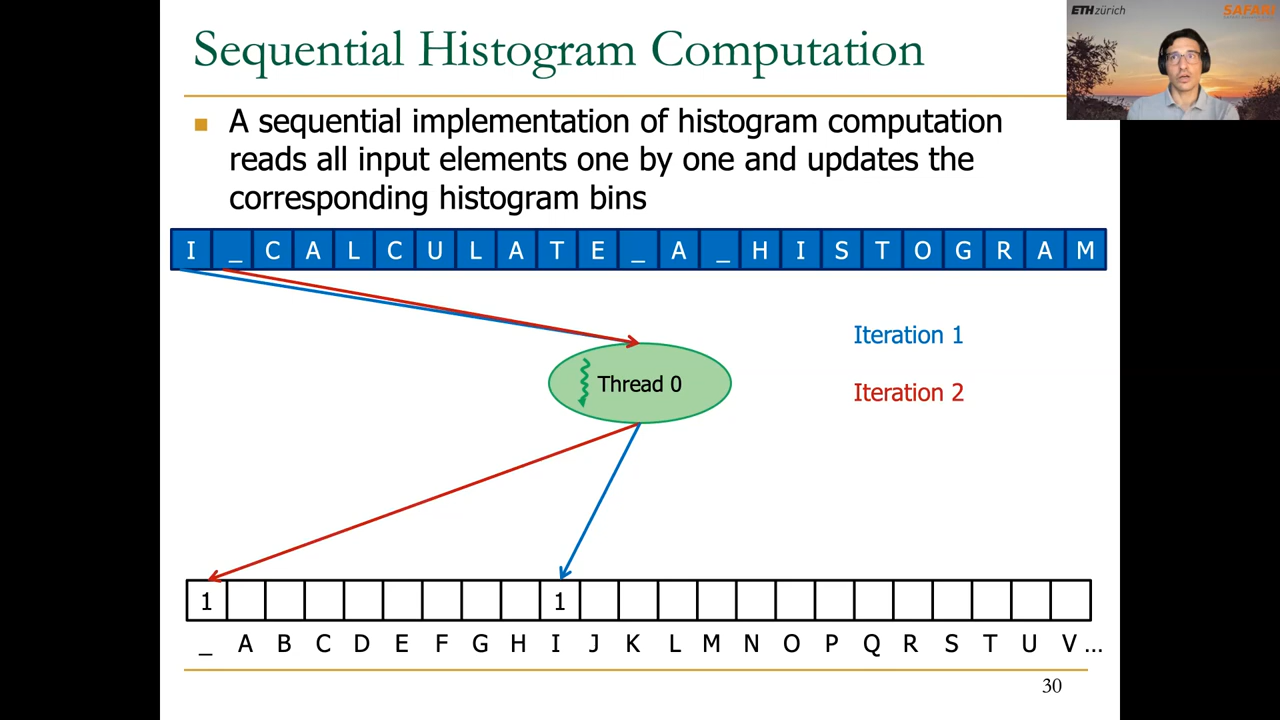 ETH zürich
SAFARI
Sequential Histogram Computation
A sequential implementation of histogram computation
reads all input elements one by one and updates the
corresponding histogram bins
I _ C A L C U L A T E _ A _ H I S T O G R A M
Iteration 1
Thread 0
Iteration 2
1 1
_ A B C D E F G H I J K L M N O P Q R S T U V ...
30